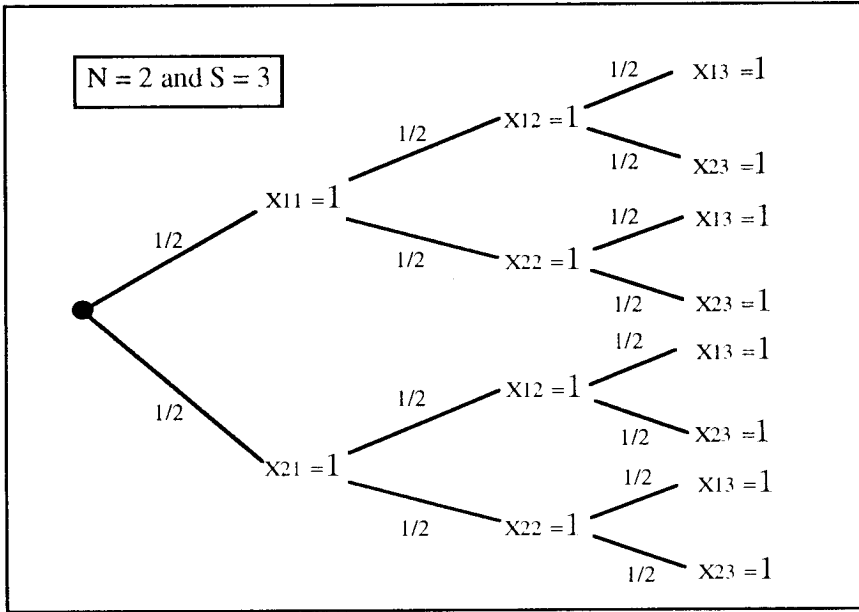 N = 2 and S = 3
1/2
X13 = 1
1/2
X12 = 1
1/2
X23 = 1
X11 = 1
1/2
X13 = 1
1/2
1/2
X22 = 1
1/2
X23 = 1
1/2
X13 = 1
1/2
1/2
X12 = 1
1/2
X23 = 1
X21 = 1
1/2
X13 = 1
1/2
X22 = 1
1/2
X23 = 1